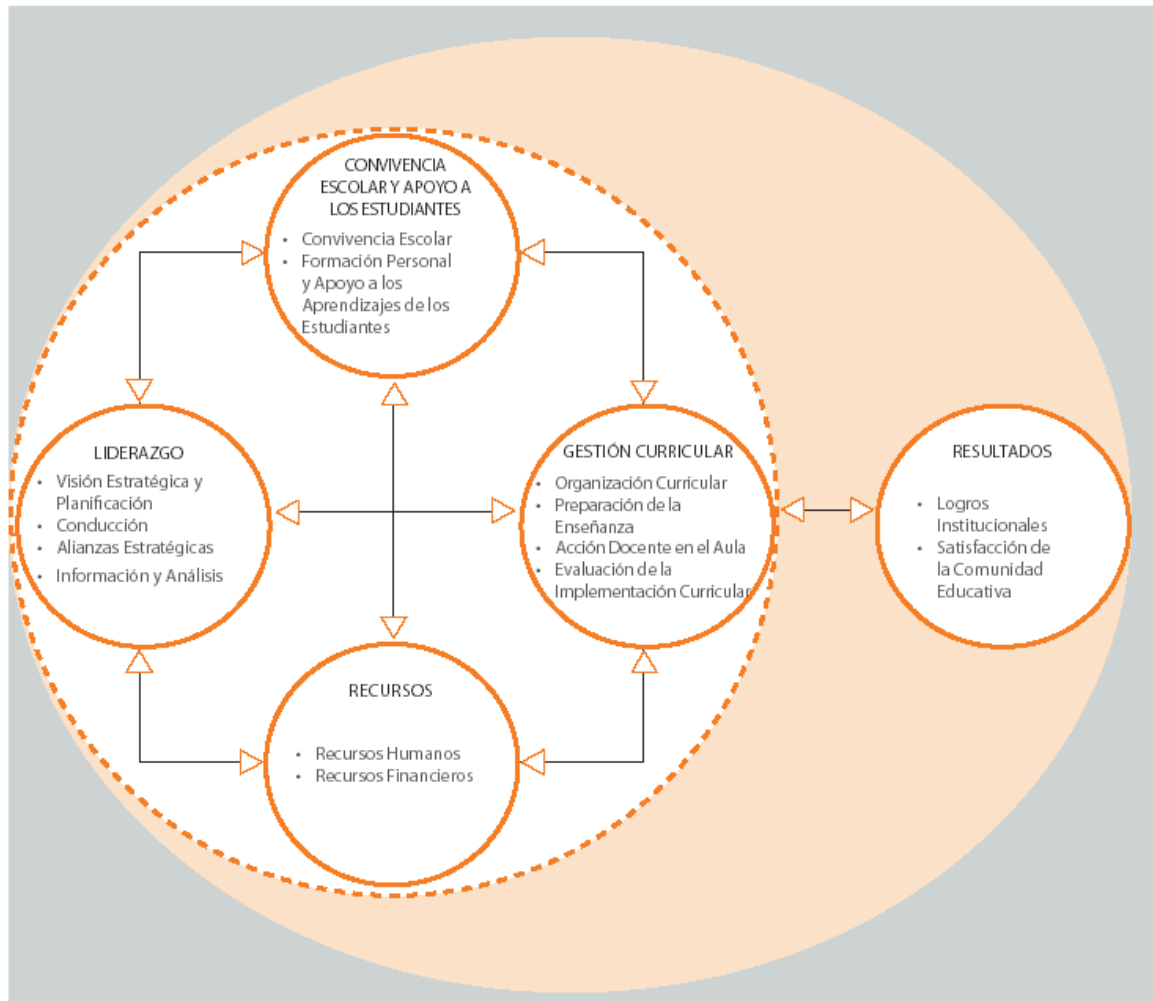 CONVIVENCIA
ESCOLAR Y APOYO A
LOS ESTUDIANTES
• Convivencia Escolar
• Formación Personal
y Apoyo a los
Aprendizajes de los
Estudiantes
LIDERAZGO
• Visión Estratégica y
Planificación
• Conducción
• Alianzas Estratégicas
• Información y Análisis
GESTIÓN CURRICULAR
• Organización Curricular
• Preparación de la
Enseñanza
• Acción Docente en el Aula
• Evaluación de la
Implementación Curricular
RESULTADOS
• Logros
Institucionales
• Satisfacción de
la Comunidad
Educativa
RECURSOS
• Recursos Humanos
• Recursos Financieros